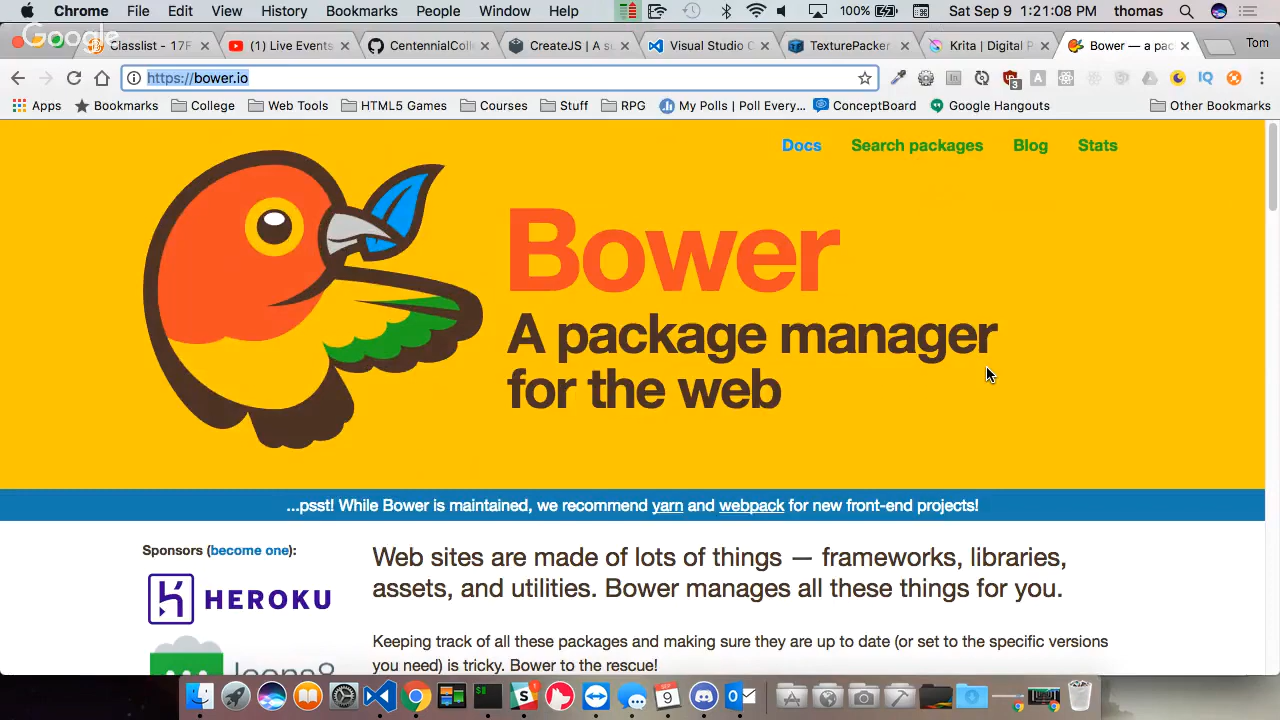 Chrome File Edit View History Bookmarks People Window Help 100% Sat Sep 9 1:21:08 PM thomas
Google
Classlist - 17F
(1) Live Events
CentennialColl
CreateJS | A su
Visual Studio C
TexturePacker
Krita | Digital P
Bower — a pac
Tom
https://bower.io
3
IQ
Apps Bookmarks College Web Tools HTML5 Games Courses Stuff RPG My Polls | Poll Every... ConceptBoard Google Hangouts Other Bookmarks
Docs Search packages Blog Stats
Bower
A package manager
for the web
...psst! While Bower is maintained, we recommend yarn and webpack for new front-end projects!
Sponsors (become one):
HEROKU
Web sites are made of lots of things — frameworks, libraries,
assets, and utilities. Bower manages all these things for you.
Keeping track of all these packages and making sure they are up to date (or set to the specific versions
you need) is tricky. Bower to the rescue!